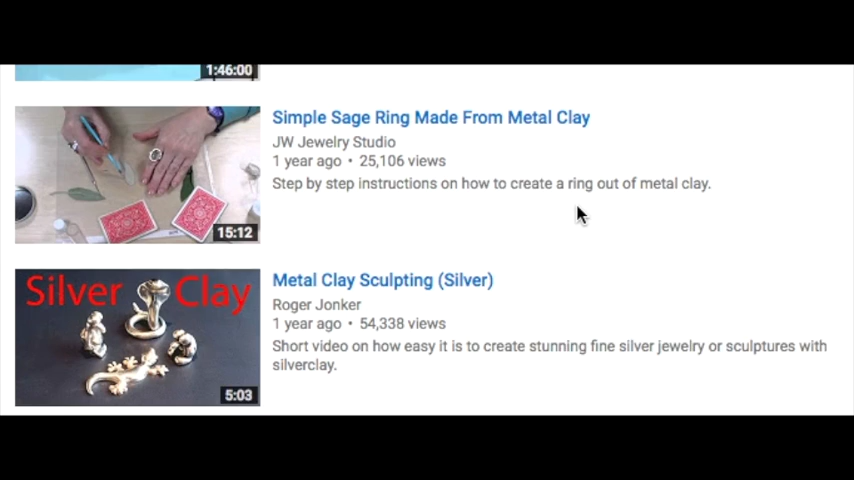 1:46:00
Simple Sage Ring Made From Metal Clay
JW Jewelry Studio
1 year ago • 25,106 views
Step by step instructions on how to create a ring out of metal clay.
15:12
Silver Clay
Metal Clay Sculpting (Silver)
Roger Jonker
1 year ago • 54,338 views
Short video on how easy it is to create stunning fine silver jewelry or sculptures with
silverclay.
5:03